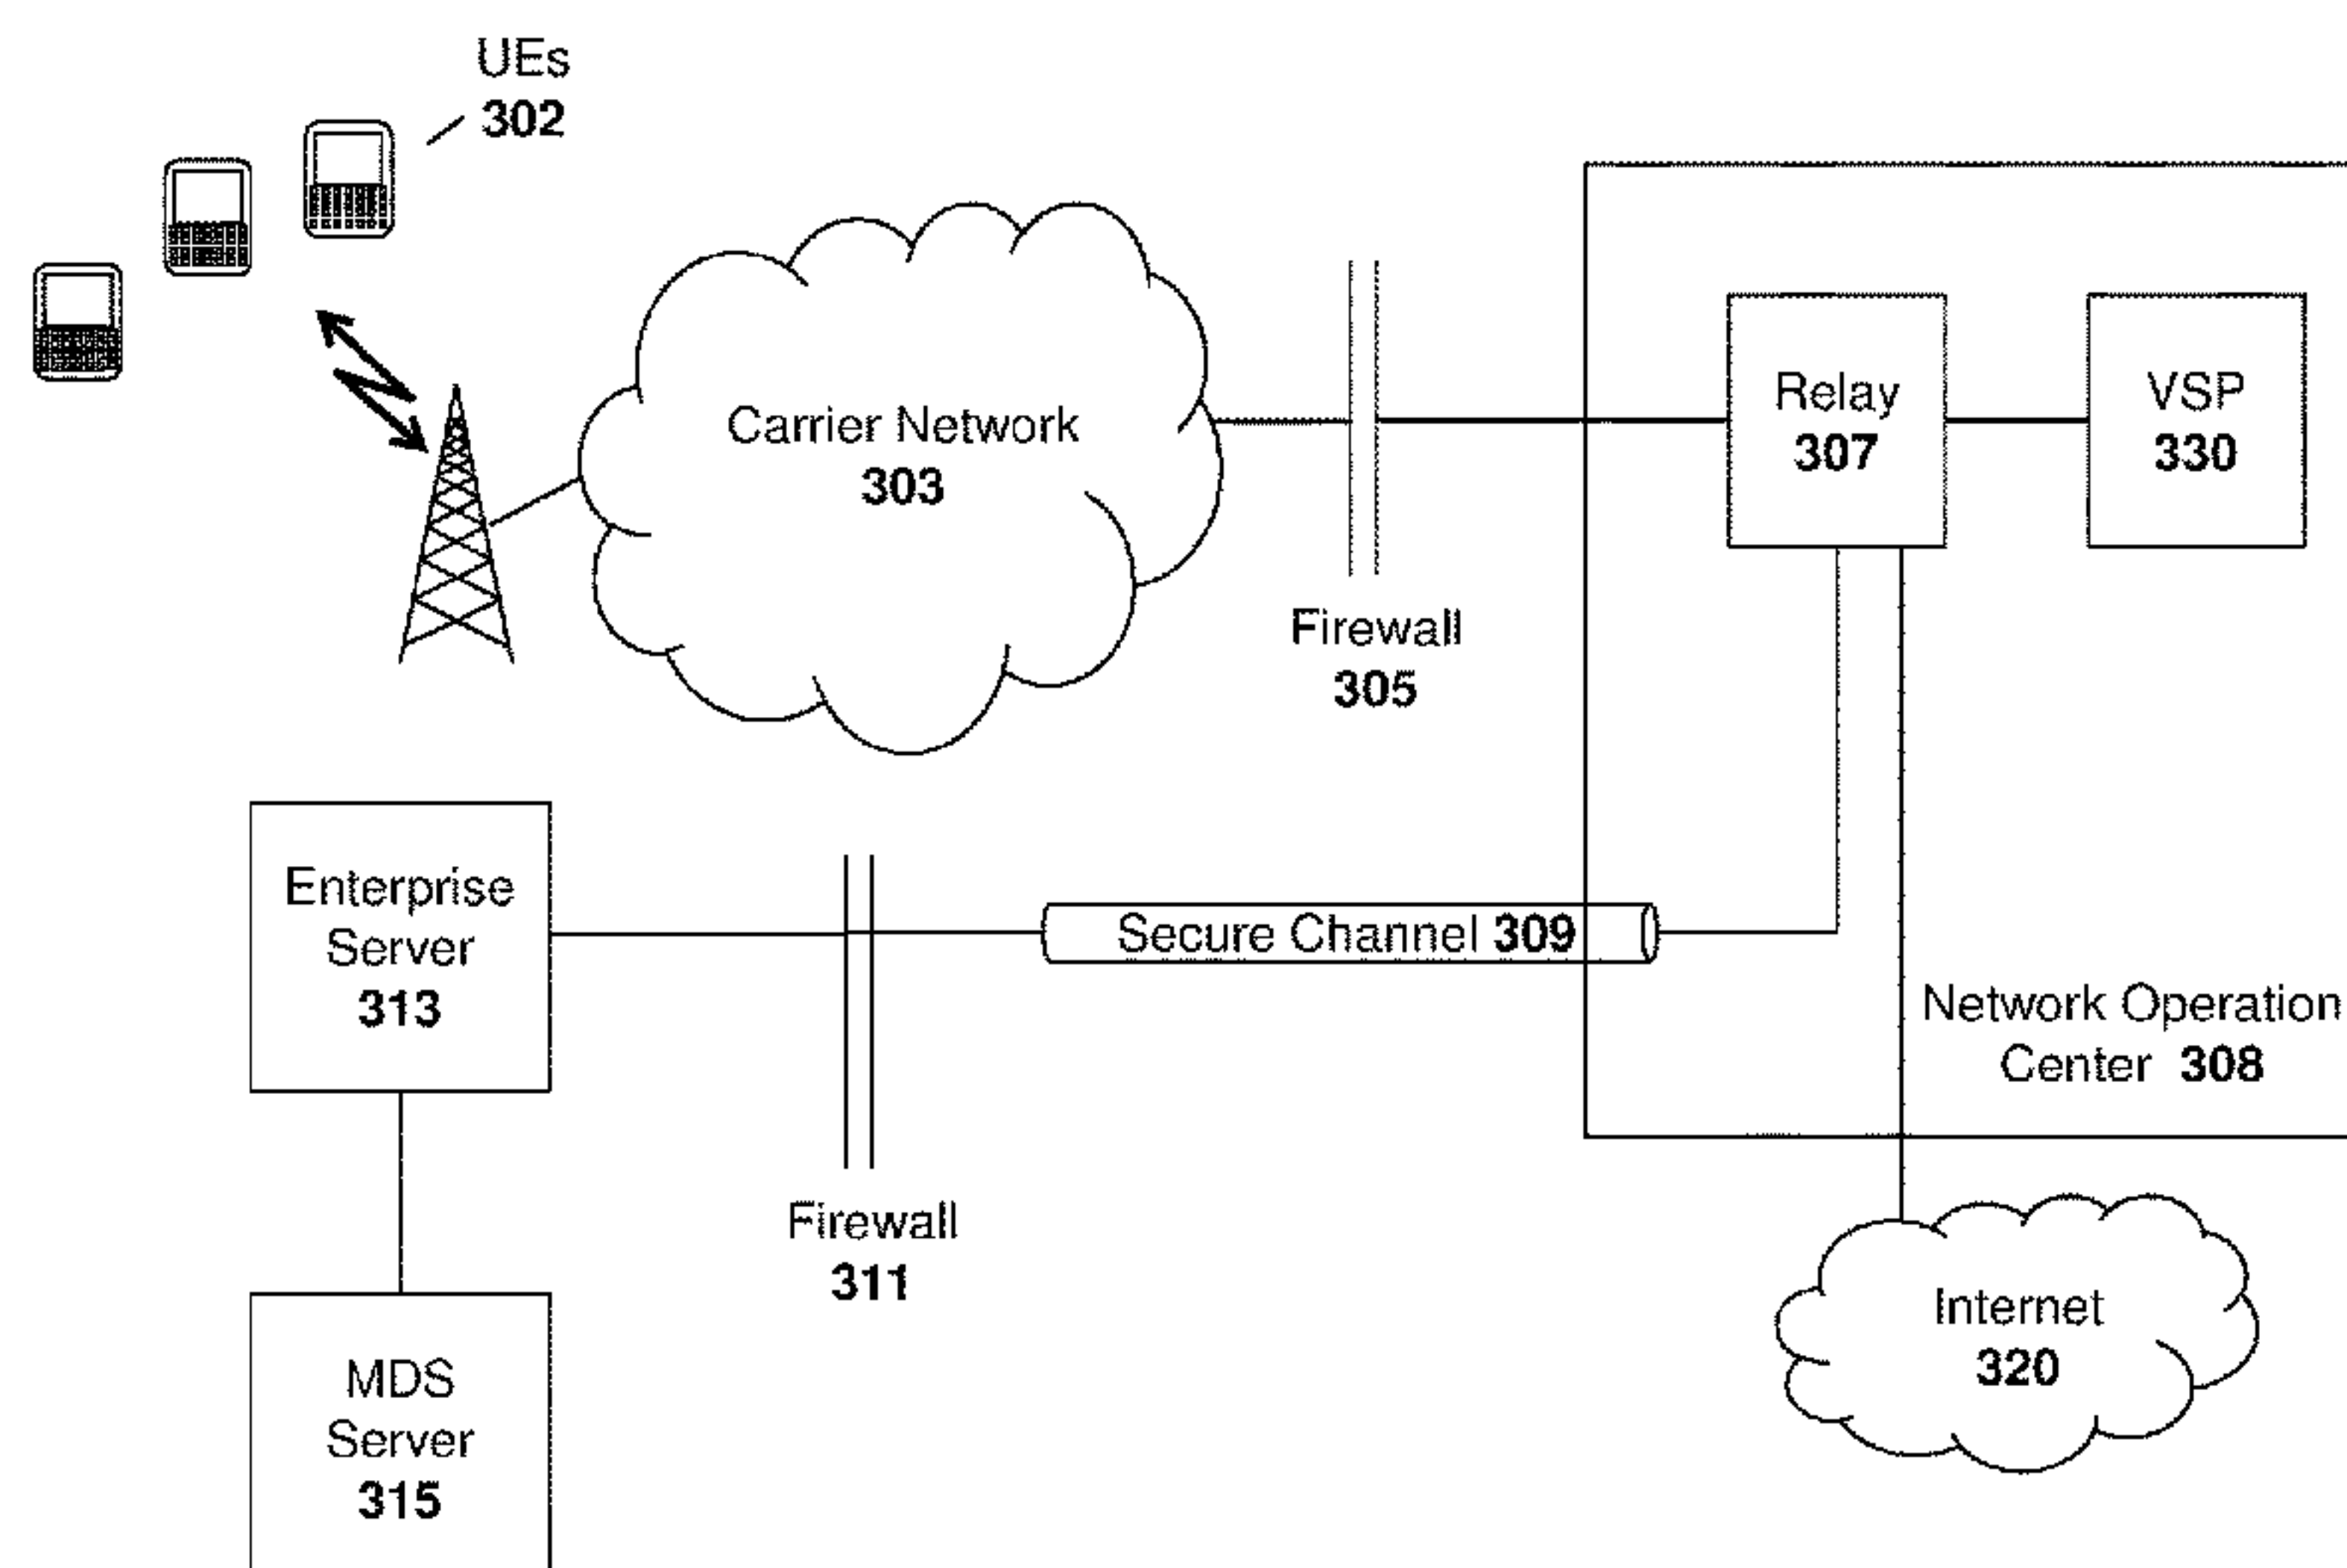 UEs
302
Carrier Network
303
Firewall
305
Relay
307
VSP
330
Enterprise
Server
313
Secure Channel 309
Network Operation
Center 308
Firewall
311
Internet
320
MDS
Server
315